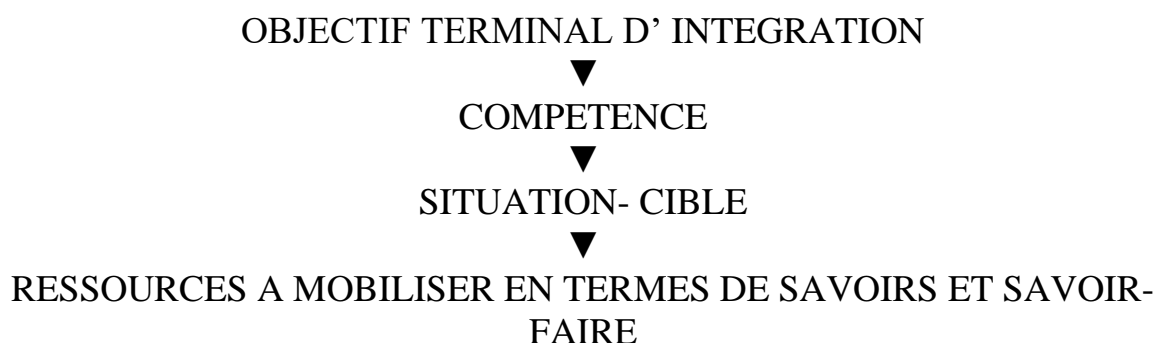 OBJECTIF TERMINAL D’ INTEGRATION
▼
COMPETENCE
▼
SITUATION- CIBLE
▼
RESSOURCES A MOBILISER EN TERMES DE SAVOIRS ET SAVOIR-
FAIRE